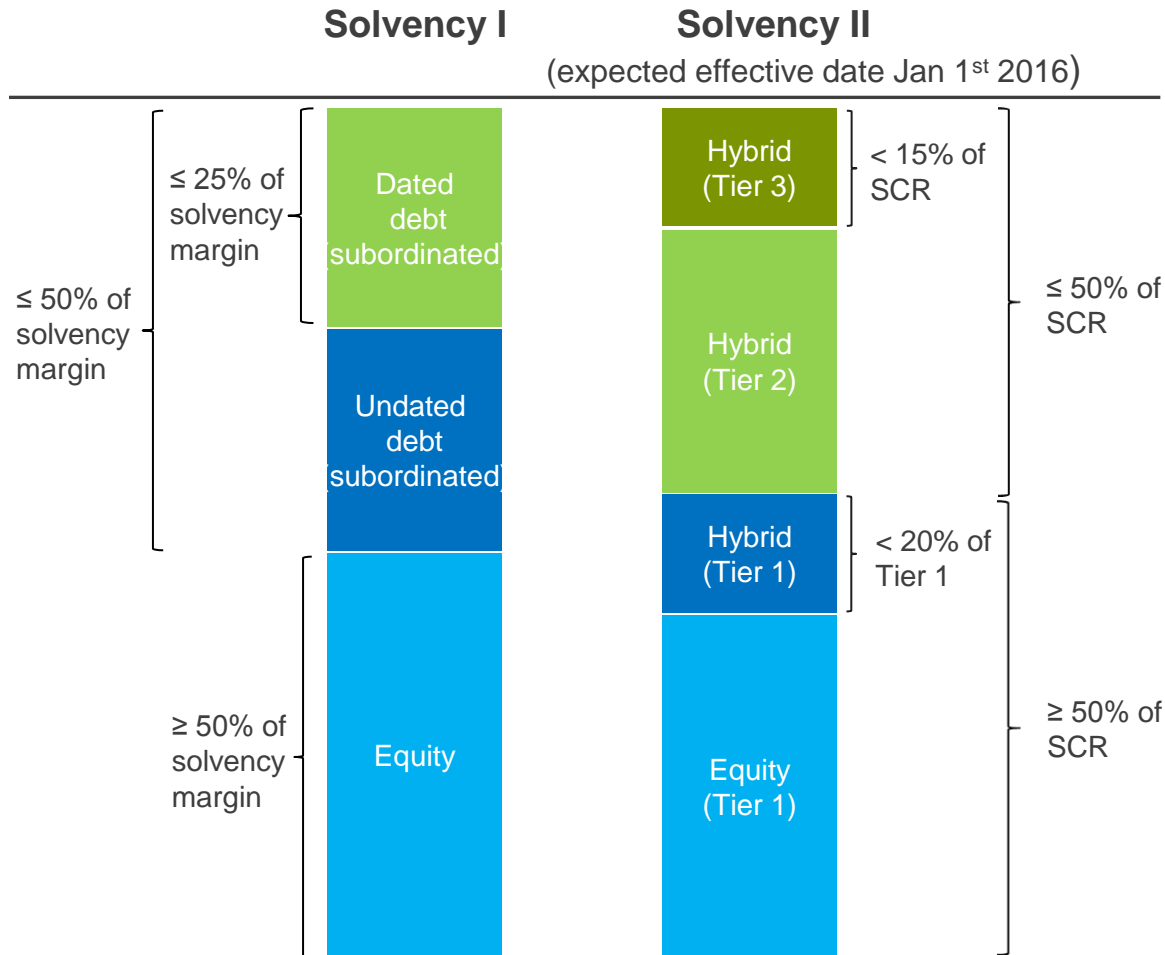 Solvency I
Solvency II
(expected effective date Jan 1st 2016)
≤ 50% of
solvency
margin
≤ 25% of
solvency
margin
≥ 50% of
solvency
margin
Dated
debt
(subordinated)
Undated
debt
(subordinated)
Equity
Hybrid
(Tier 3)
Hybrid
(Tier 2)
Hybrid
(Tier 1)
Equity
(Tier 1)
< 15% of
SCR
< 20% of
Tier 1
≤ 50% of
SCR
≥ 50% of
SCR